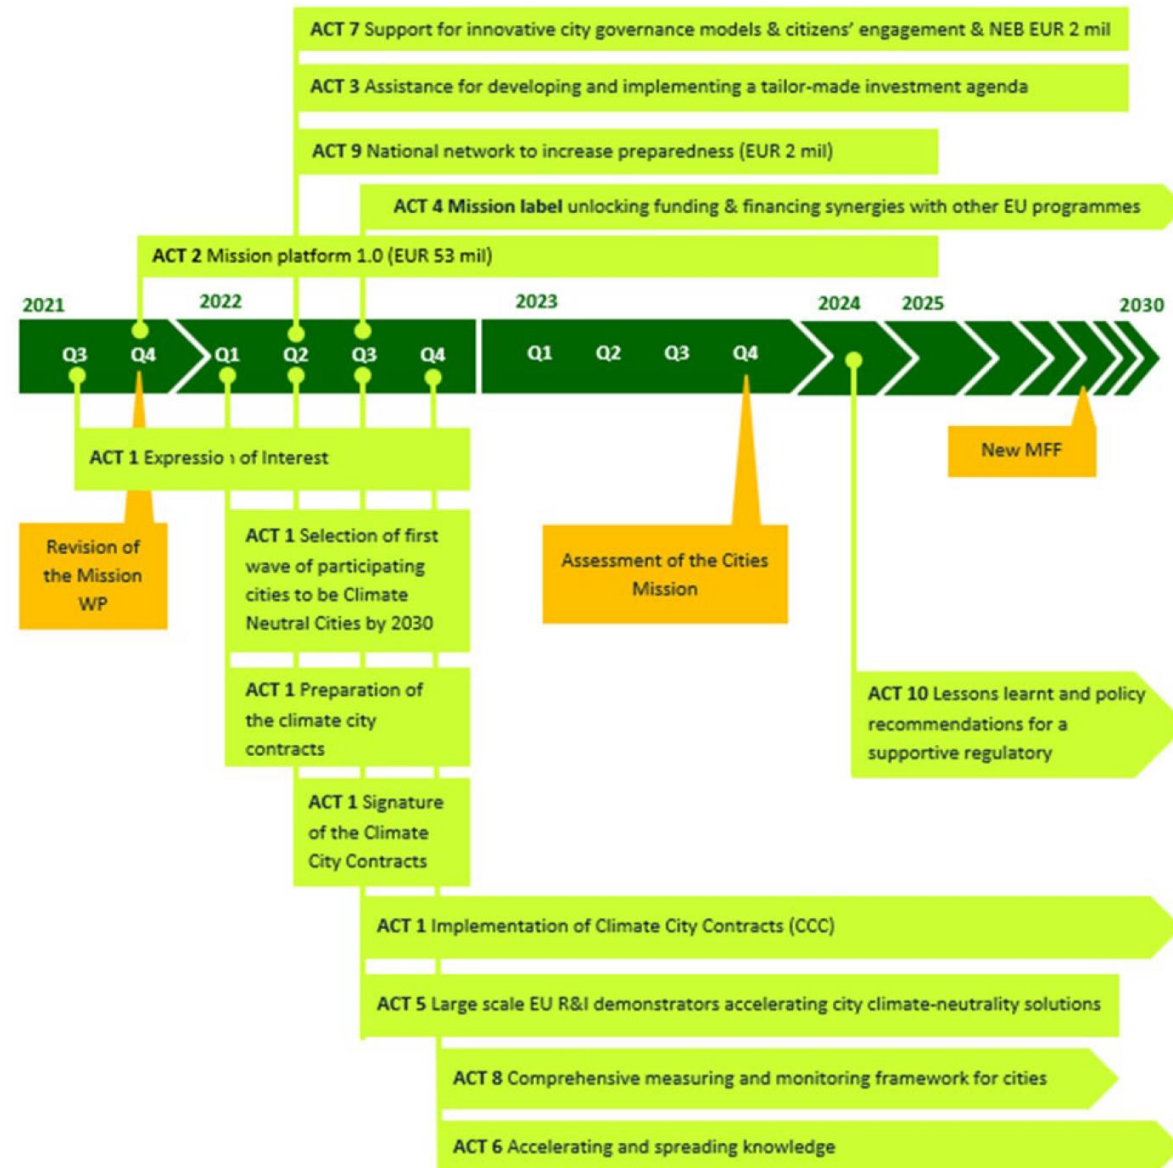 ACT 7 Support for innovative city governance models & citizens' engagement & NEB EUR 2 mil
ACT 3 Assistance for developing and implementing a tailor-made investment agenda
ACT 9 National network to increase preparedness (EUR 2 mil)
ACT 4 Mission label unlocking funding & financing synergies with other EU programmes
ACT 2 Mission platform 1.0 (EUR 53 mil)
2021
2022
2023
2024
2025
2030
Q3
Q4
Q1
Q2
Q3
Q4
Q1
Q2
Q3
Q4
ACT 1 Expression of Interest
New MFF
Revision of
the Mission
WP
ACT 1 Selection of first
wave of participating
cities to be Climate
Neutral Cities by 2030
Assessment of the Cities
Mission
ACT 1 Preparation of
the climate city
contracts
ACT 10 Lessons learnt and policy
recommendations for a
supportive regulatory
ACT 1 Signature
of the Climate
City Contracts
ACT 1 Implementation of Climate City Contracts (CCC)
ACT 5 Large scale EU R&I demonstrators accelerating city climate-neutrality solutions
ACT 8 Comprehensive measuring and monitoring framework for cities
ACT 6 Accelerating and spreading knowledge